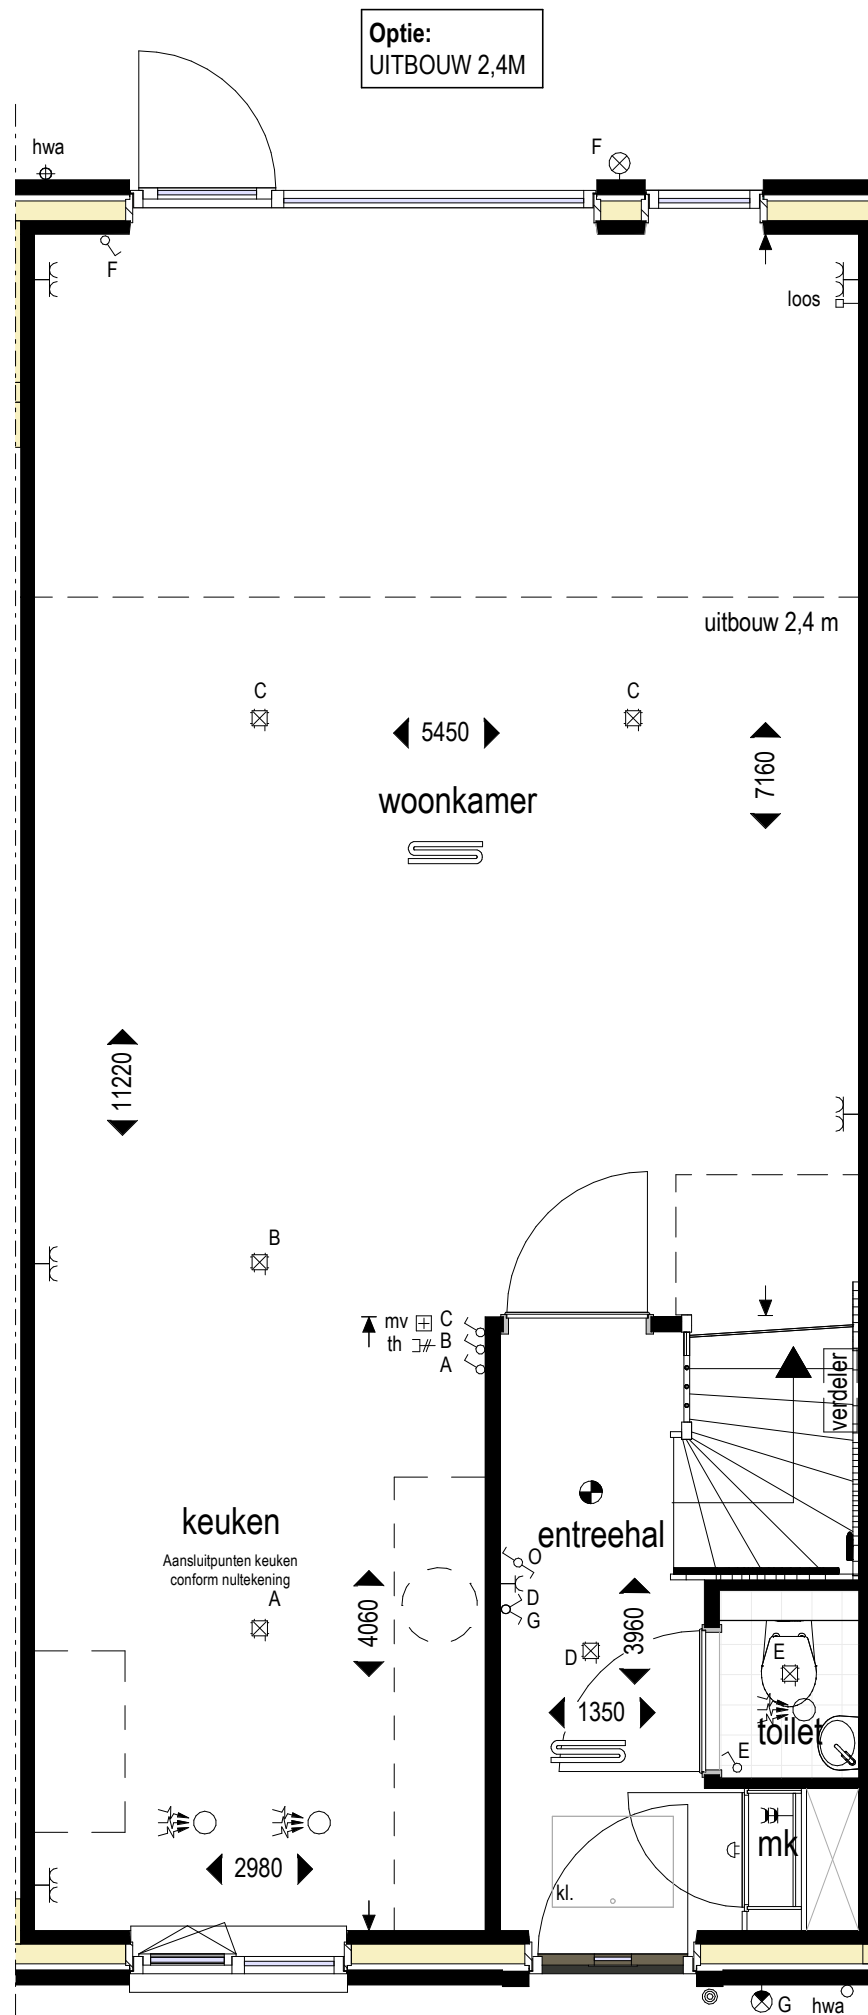 Optie:
UITBOUW 2,4M
hwa
F
F
loos
uitbouw 2,4 m
C
C
5450
7160
woonkamer
11220
B
mv C
th B
A
verdeler
keuken
Aansluitpunten keuken
conform nultekening
A
4060
entreehal
O
D
G
3960
D
1350
E
toilet
E
mk
2980
kl.
G
hwa